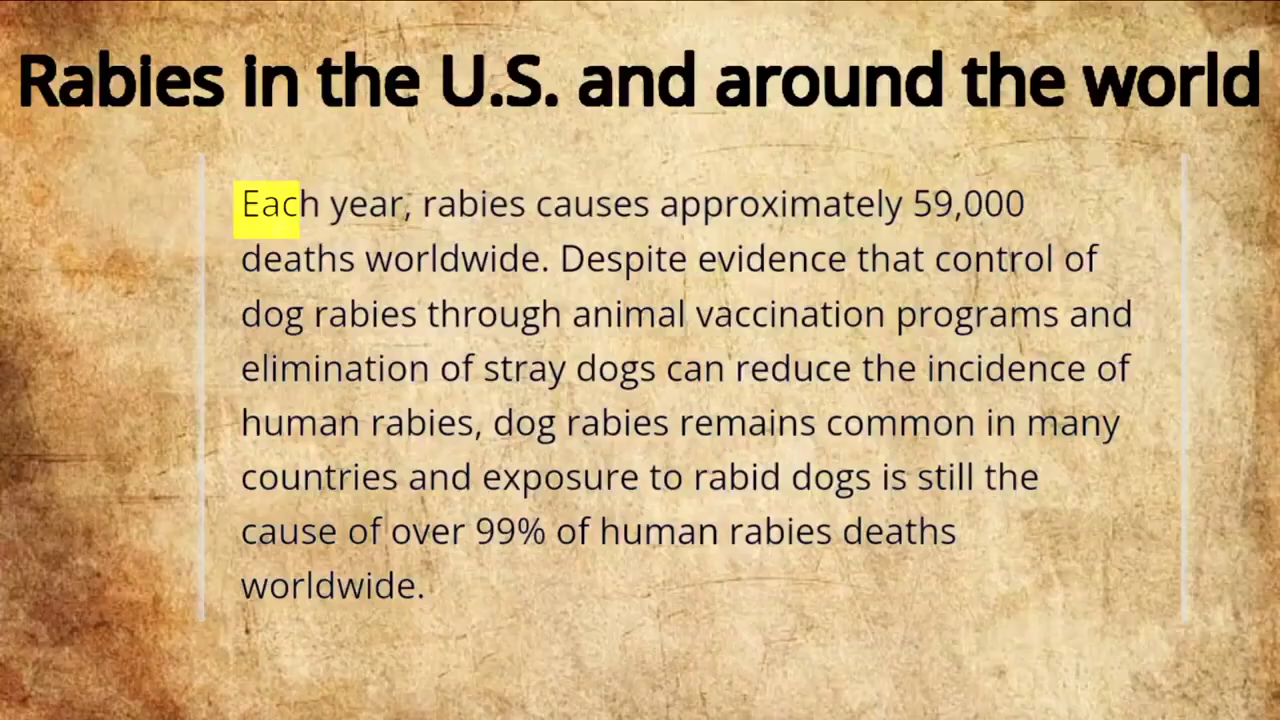 Rabies in the U.S. and around the world
Each year, rabies causes approximately 59,000
deaths worldwide. Despite evidence that control of
dog rabies through animal vaccination programs and
elimination of stray dogs can reduce the incidence of
human rabies, dog rabies remains common in many
countries and exposure to rabid dogs is still the
cause of over 99% of human rabies deaths
worldwide.